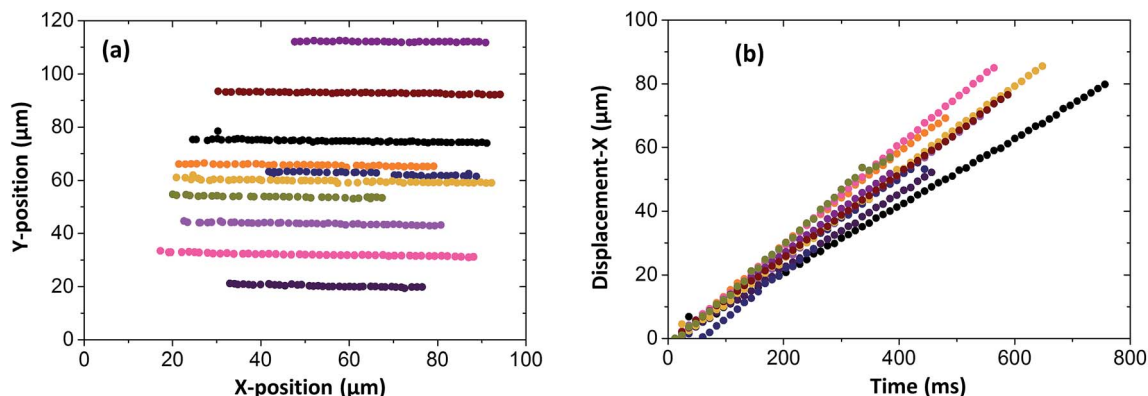 (a)
120
100
80
60
40
20
0
0 20 40 60 80 100
Y-position (μm)
X-position (μm)
(b)
100
80
60
40
20
0
0 200 400 600 800
Displacement-X (μm)
Time (ms)